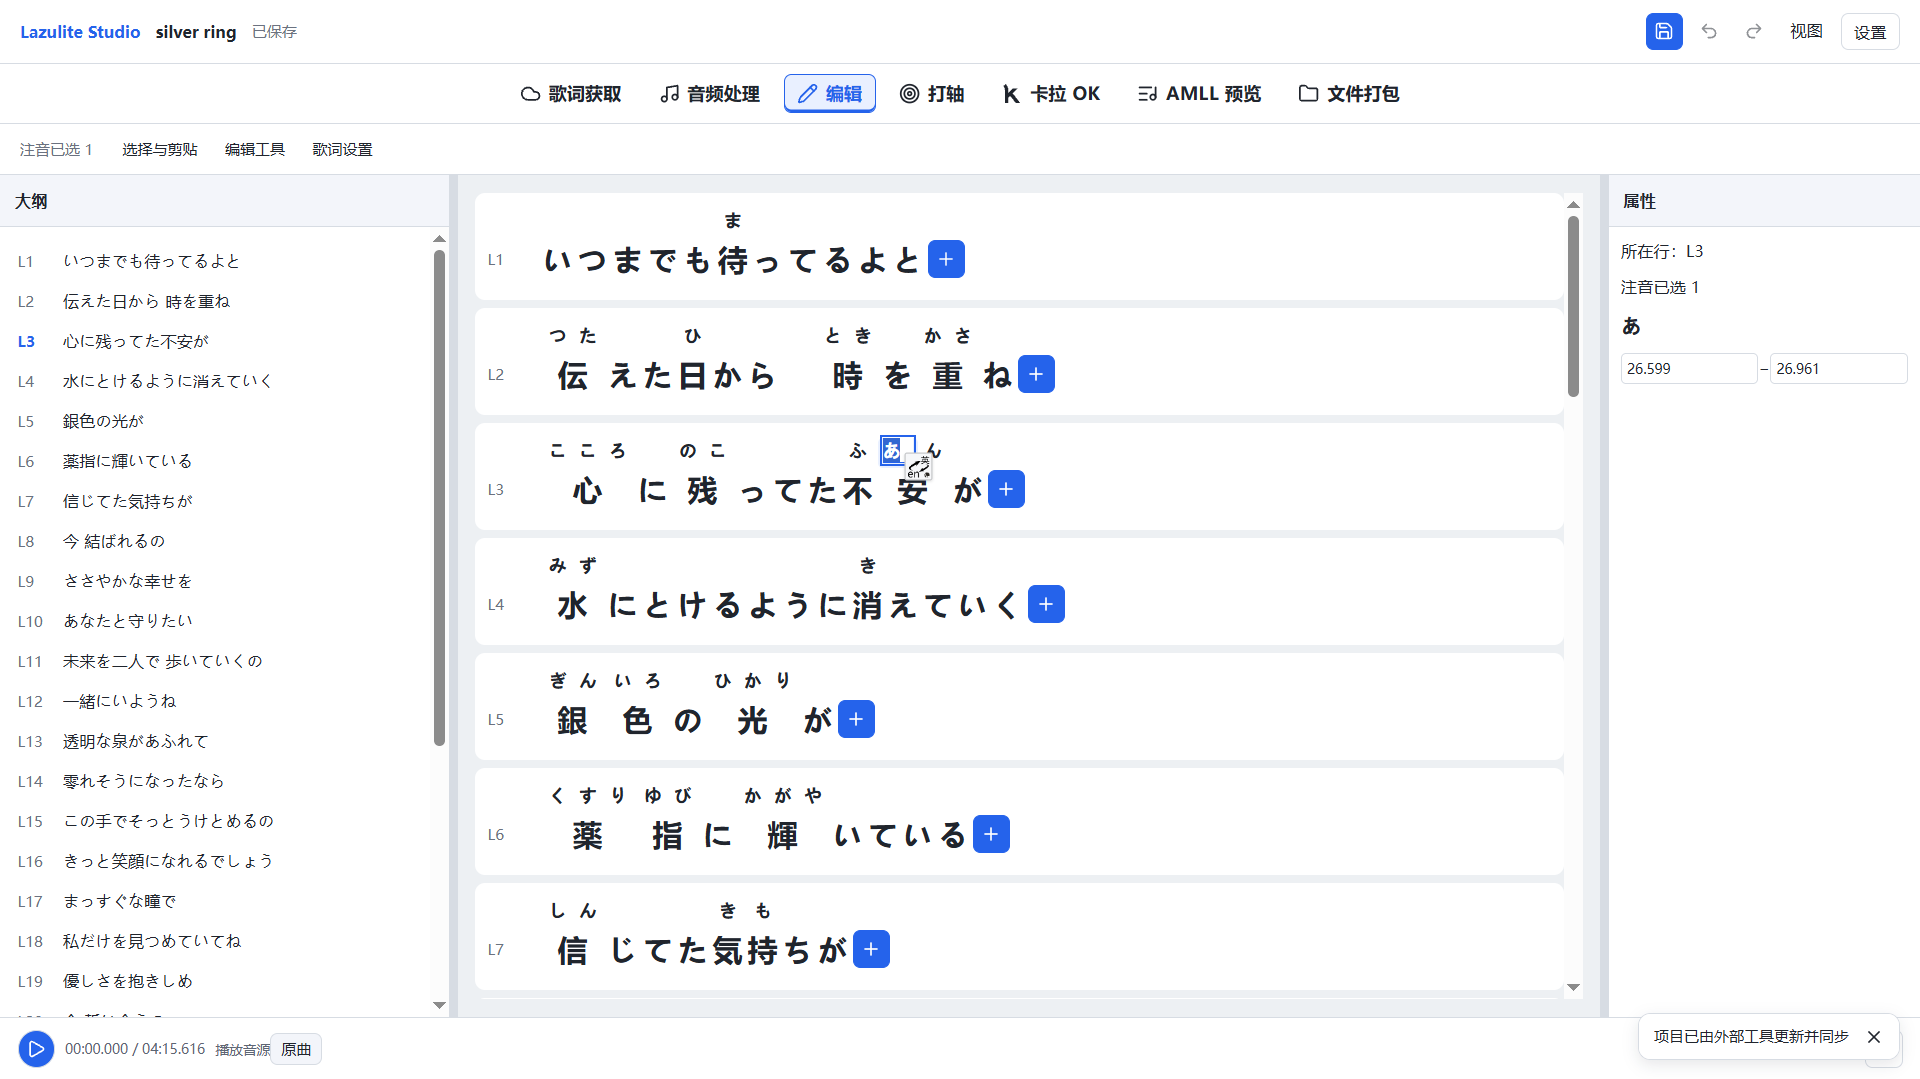 Lazulite Studio silver ring 已保存 视图 设置
歌词获取 音频处理 编辑 打轴 卡拉 OK AMLL 预览 文件打包
注音已选 1 选择与剪贴 编辑工具 歌词设置
大纲
L1 いつまでも待ってるよと
L2 伝えた日から 時を重ね
L3 心に残ってた不安が
L4 水にとけるように消えていく
L5 銀色の光が
L6 薬指に輝いている
L7 信じてた気持ちが
L8 今 結ばれるの
L9 ささやかな幸せを
L10 あなたと守りたい
L11 未来を二人で 歩いていくの
L12 一緒にいようね
L13 透明な泉があふれて
L14 零れそうになったなら
L15 この手でそっとうけとめるの
L16 きっと笑顔になれるでしょう
L17 まっすぐな瞳で
L18 私だけを見つめていてね
L19 優しさを抱きしめ
ま
L1 いつまでも待ってるよと
つた ひ とき かさ
L2 伝えた日から 時を重ね
こころ のこ ふ あ ん
英
en
L3 心に残ってた不安が
みず き
L4 水にとけるように消えていく
ぎんいろ ひかり
L5 銀色の光が
くすりゆび かがや
L6 薬指に輝いている
しん きも
L7 信じてた気持ちが
属性
所在行：L3
注音已选 1
あ
26.599 – 26.961
00:00.000 / 04:15.616 播放音源 原曲
项目已由外部工具更新并同步